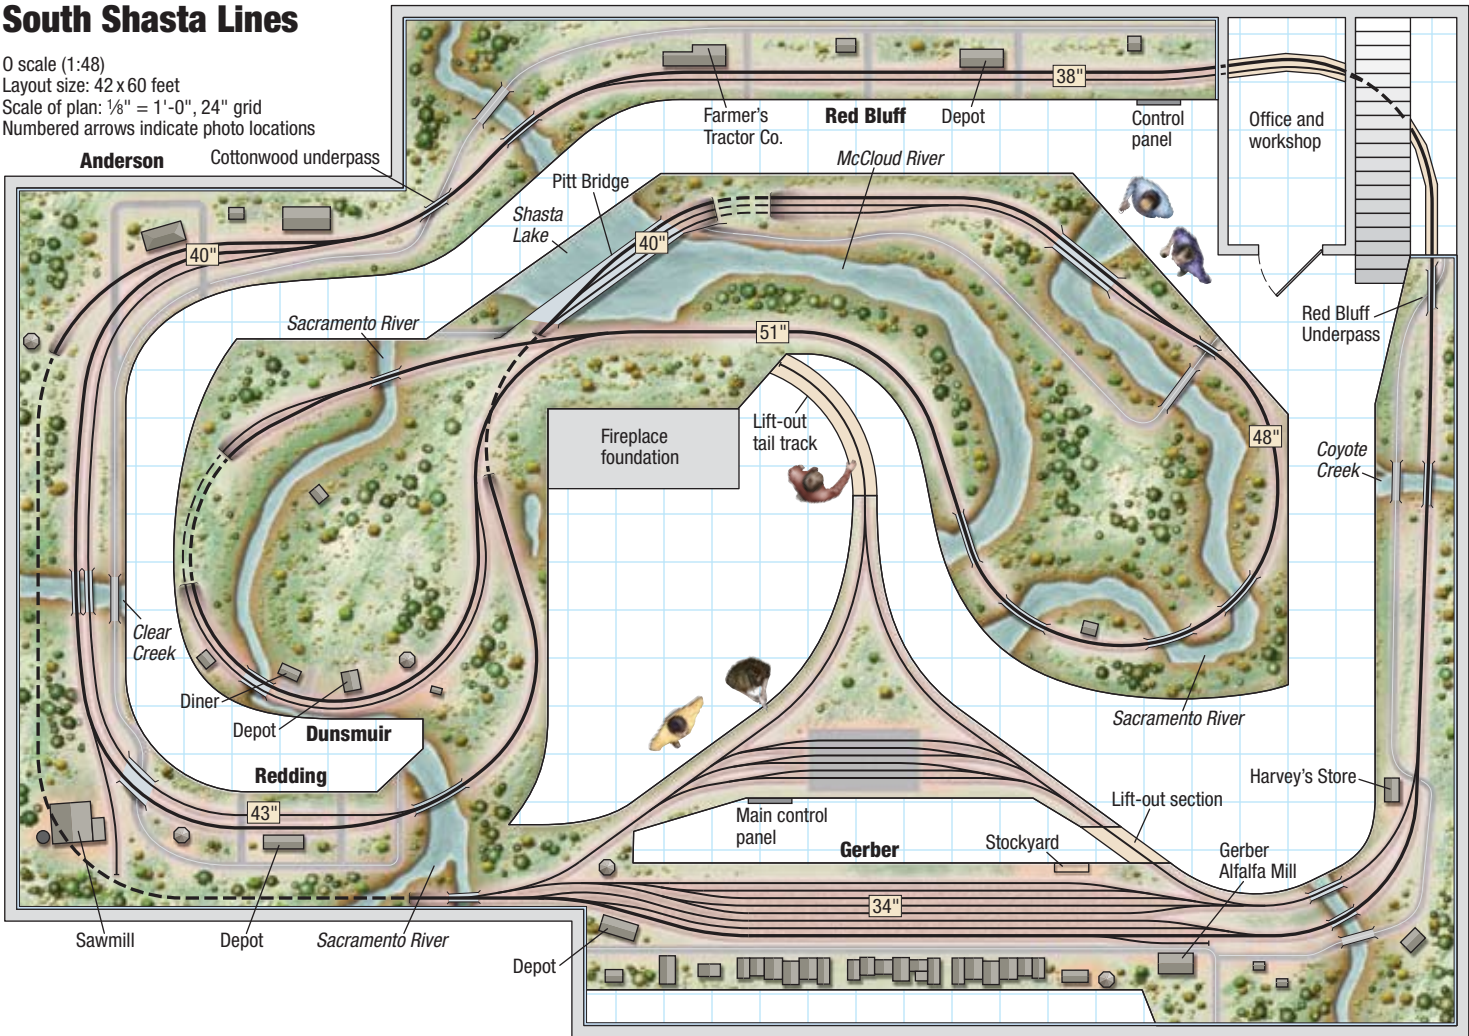 South Shasta Lines
O scale (1:48)
Layout size: 42 x 60 feet
Scale of plan: ⅛" = 1'-0", 24" grid
Numbered arrows indicate photo locations
Anderson
Cottonwood underpass
Farmer's
Tractor Co.
Red Bluff
Depot
38"
Control
panel
Office and
workshop
McCloud River
Pitt Bridge
Shasta
Lake
40"
40"
Sacramento River
51"
Red Bluff
Underpass
Fireplace
foundation
Lift-out
tail track
48"
Coyote
Creek
Clear
Creek
Diner
Depot
Dunsmuir
Redding
43"
Sacramento River
Harvey's Store
Main control
panel
Lift-out section
Gerber
Stockyard
Gerber
Alfalfa Mill
34"
Sawmill
Depot
Sacramento River
Depot